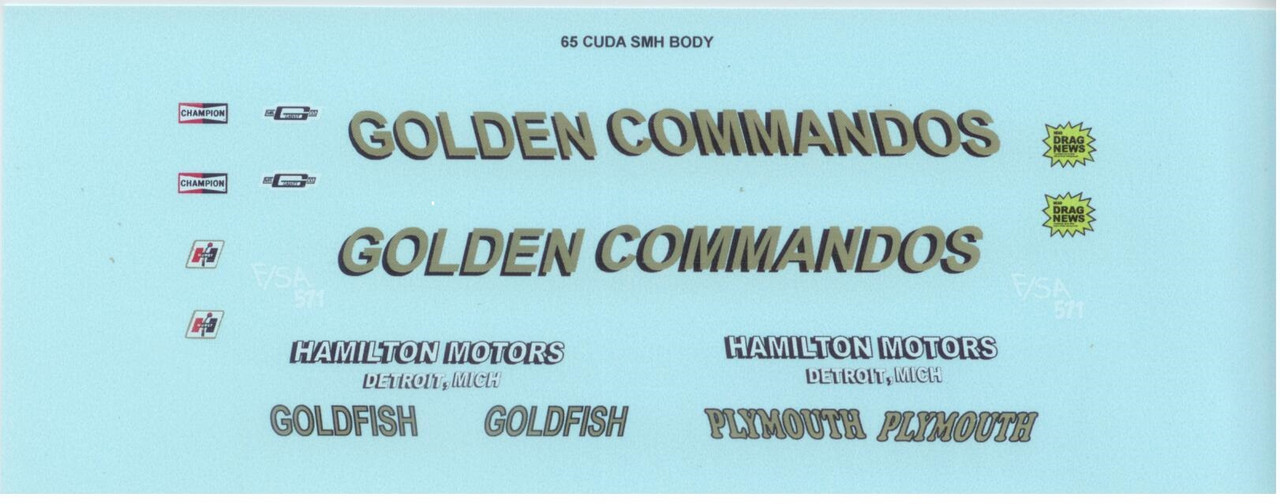 65 CUDA SMH BODY
CHAMPION
GOLDEN COMMANDOS
DRAG
NEWS
CHAMPION
DRAG
NEWS
GOLDEN COMMANDOS
F/SA
571
F/SA
571
HAMILTON MOTORS
DETROIT, MICH
HAMILTON MOTORS
DETROIT, MICH
GOLDFISH
GOLDFISH
PLYMOUTH
PLYMOUTH